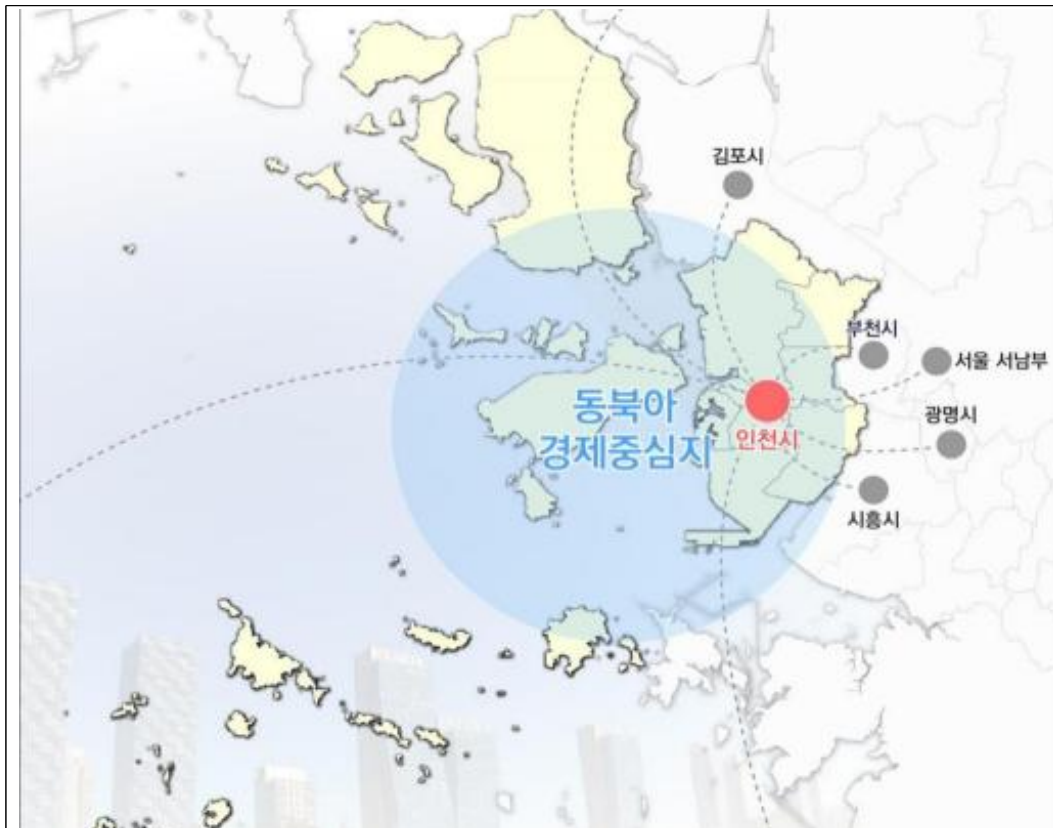 김포시
부천시
서울 서남부
동북아
경제중심지
인천시
광명시
시흥시